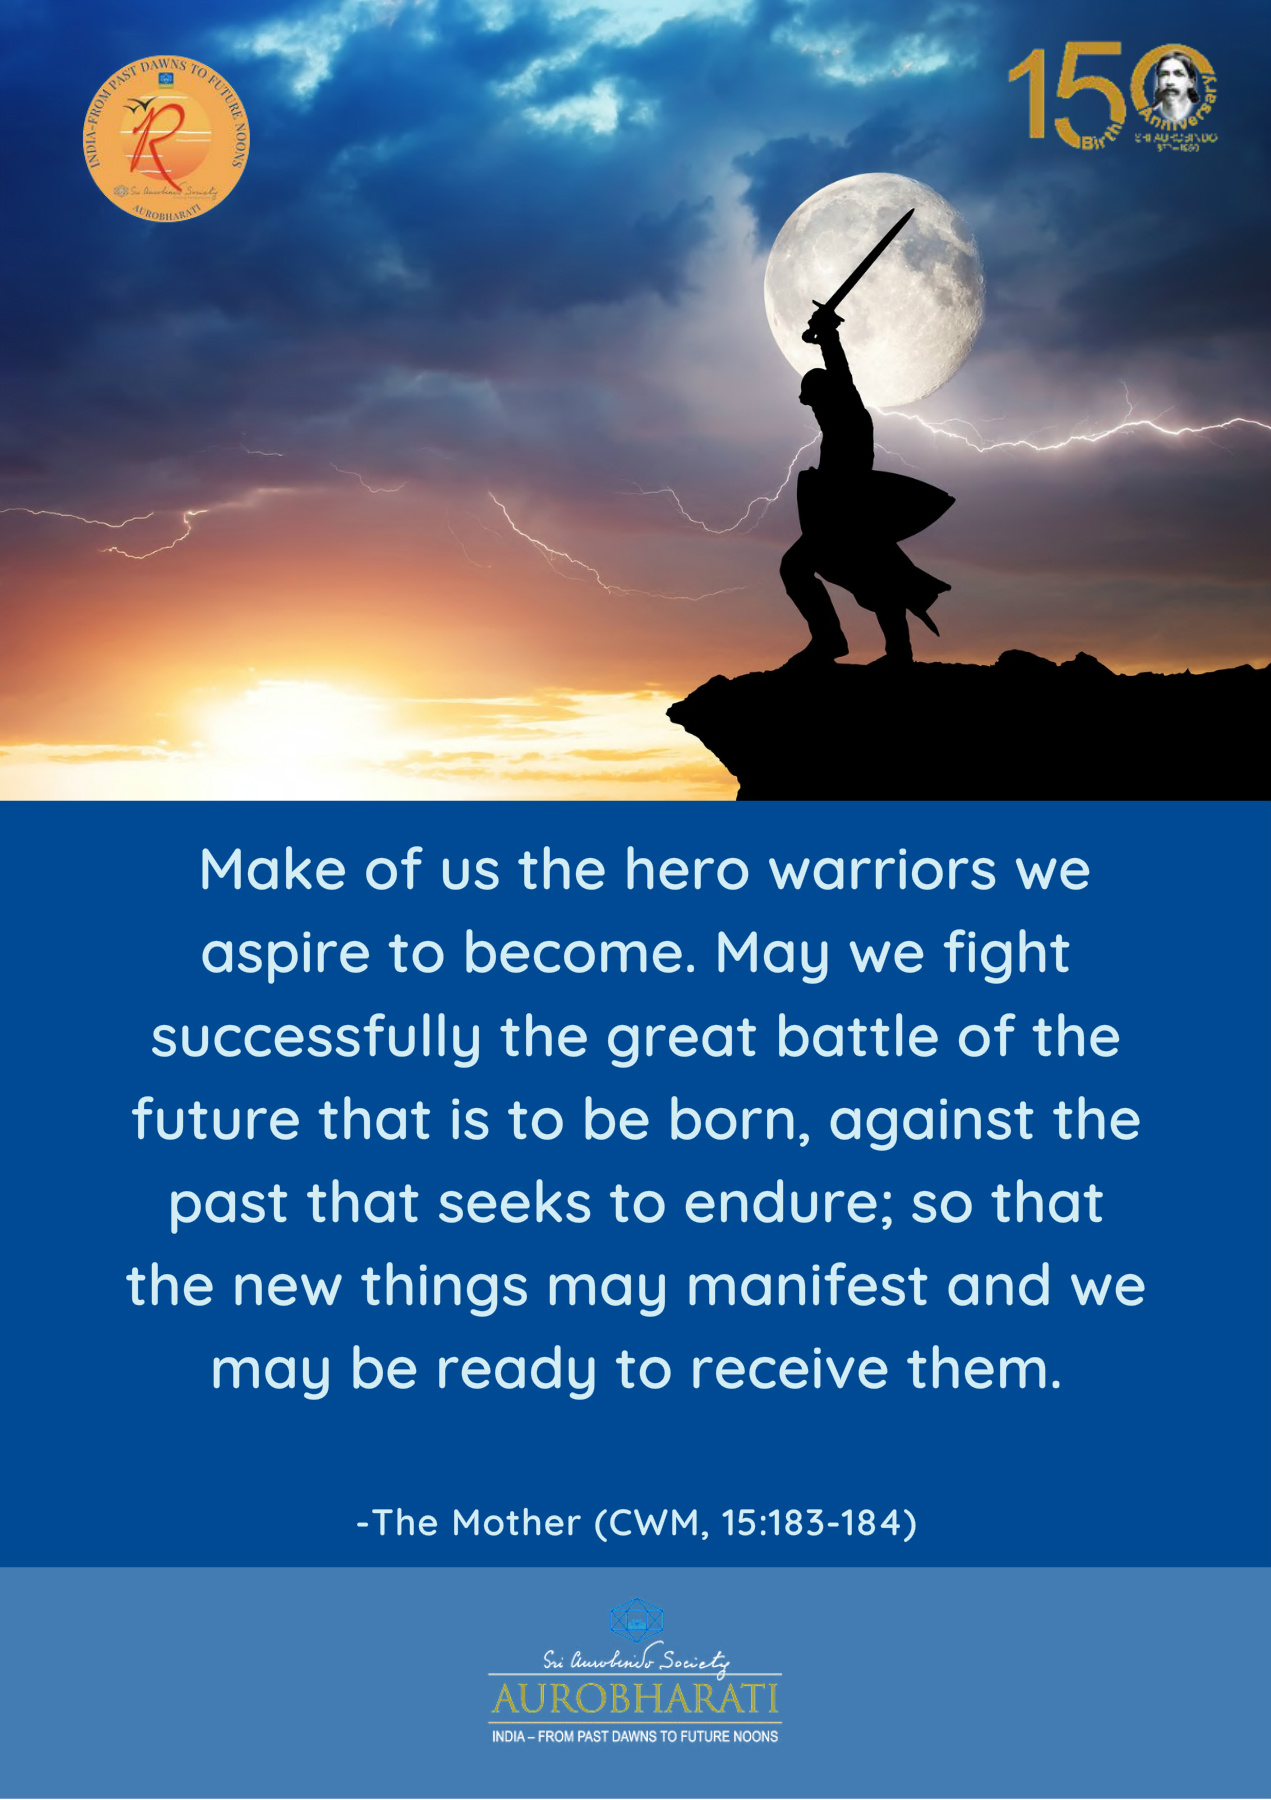 INDIA-FROM PAST DAWNS TO FUTURE NOONS
R
Sri Aurobindo Society
AUROBHARATI
150
Birth Anniversary
SRI AUROBINDO
Make of us the hero warriors we
aspire to become. May we fight
successfully the great battle of the
future that is to be born, against the
past that seeks to endure; so that
the new things may manifest and we
may be ready to receive them.
-The Mother (CWM, 15:183-184)
Sri Aurobindo Society
AUROBHARATI
INDIA – FROM PAST DAWNS TO FUTURE NOONS